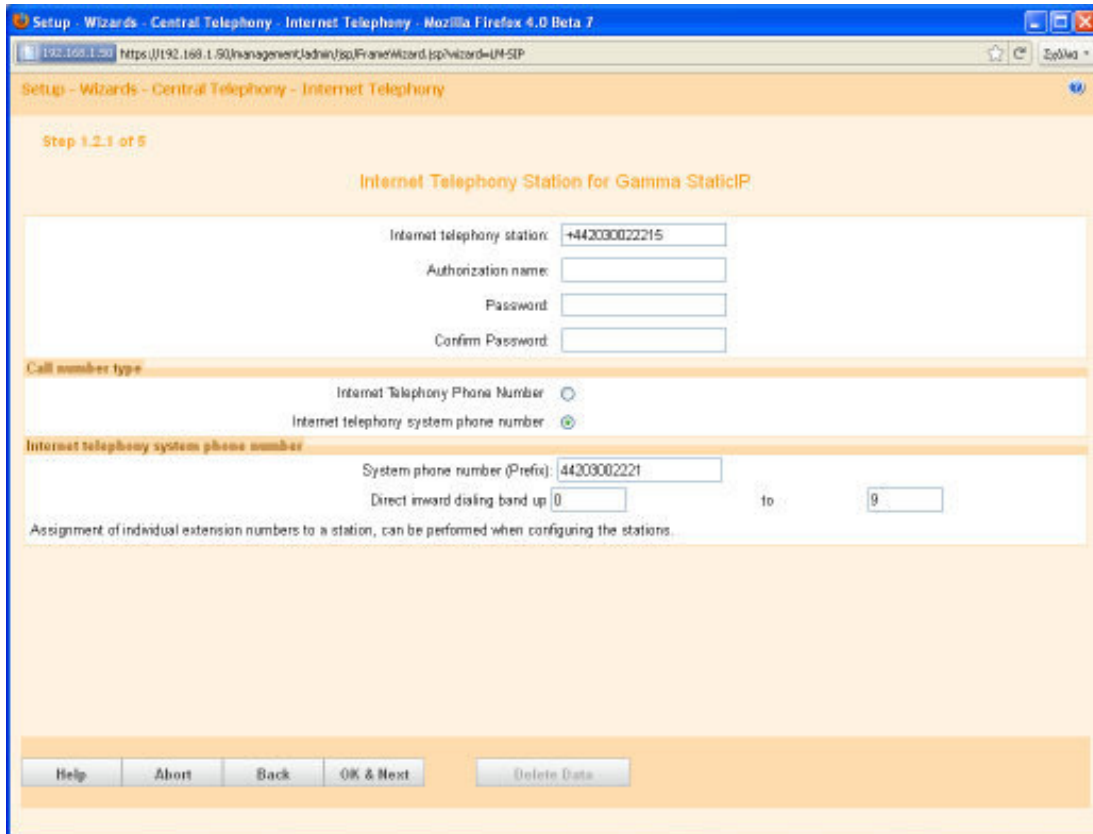 Setup - Wizards - Central Telephony - Internet Telephony - Mozilla Firefox 4.0 Beta 7
192.168.1.50 https://192.168.1.50/management/admin/jsp/FrameWizard.jsp?wizard=LM-SIP Σχόλια
Setup - Wizards - Central Telephony - Internet Telephony
Step 1.2.1 of 5
Internet Telephony Station for Gamma StaticIP
Internet telephony station: +442030022215
Authorization name:
Password:
Confirm Password:
Call number type
Internet Telephony Phone Number
Internet telephony system phone number
Internet telephony system phone number
System phone number (Prefix): 44203002221
Direct inward dialing band up 0 to 9
Assignment of individual extension numbers to a station, can be performed when configuring the stations.
Help Abort Back OK & Next Delete Data